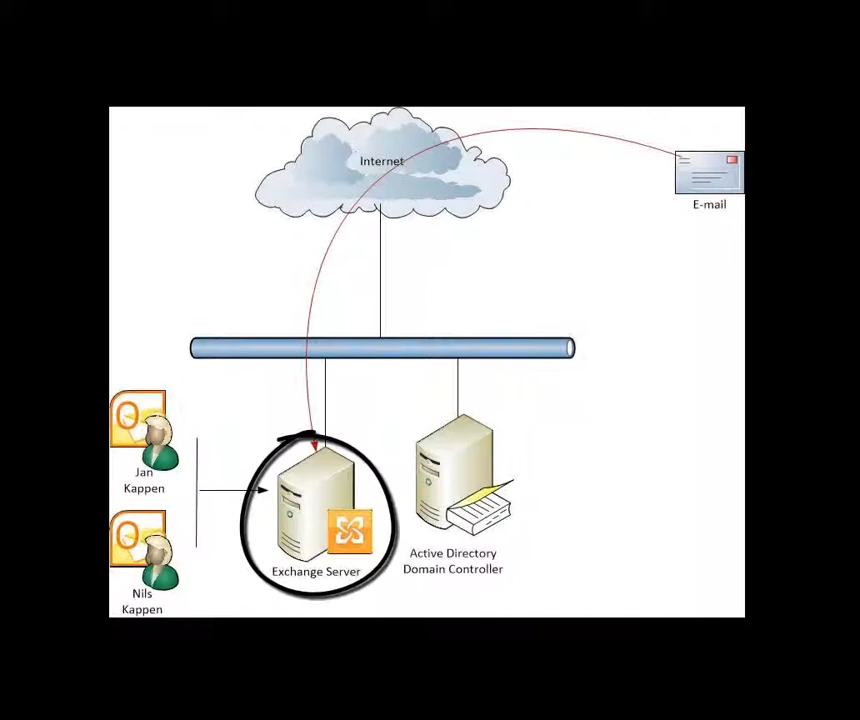 Internet
E-mail
Jan
Kappen
Nils
Kappen
Exchange Server
Active Directory
Domain Controller